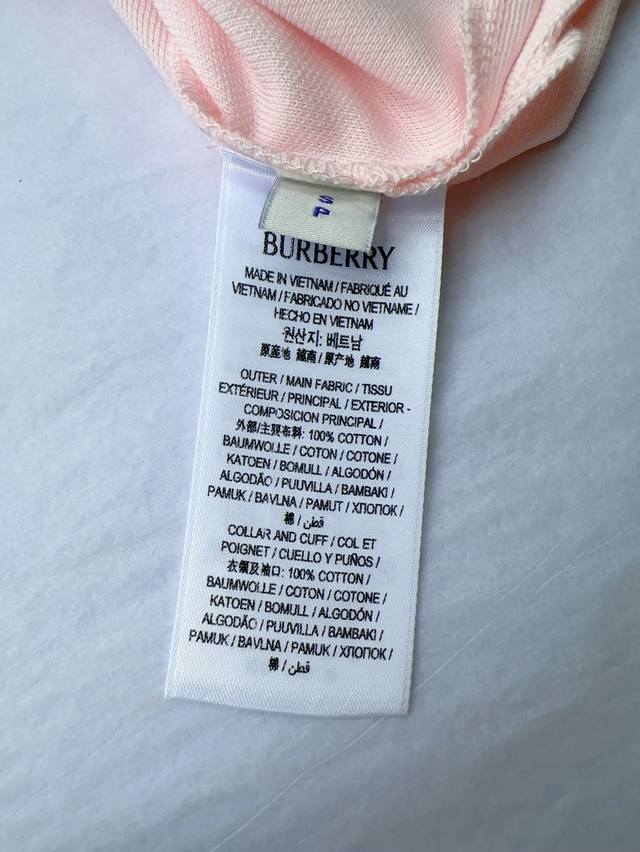 SP
BURBERRY
MADE IN VIETNAM / FABRIQUÉ AU
VIETNAM / FABRICADO NO VIETNAME /
HECHO EN VIETNAM
원산지: 베트남
原産地 越南 / 原产地 越南
OUTER / MAIN FABRIC / TISSU
EXTÉRIEUR / PRINCIPAL / EXTERIOR -
COMPOSICION PRINCIPAL /
外部/主要布料: 100% COTTON /
BAUMWOLLE / COTON / COTONE /
KATOEN / BOMULL / ALGODÓN /
ALGODÃO / PUUVILLA / BAMBAKI /
PAMUK / BAVLNA / PAMUT / ХЛОПОК /
棉 / قطن
COLLAR AND CUFF / COL ET
POIGNET / CUELLO Y PUÑOS /
衣領及袖口: 100% COTTON /
BAUMWOLLE / COTON / COTONE /
KATOEN / BOMULL / ALGODÓN /
ALGODÃO / PUUVILLA / BAMBAKI /
PAMUK / BAVLNA / PAMUK / ХЛОПОК /
棉 / قطن